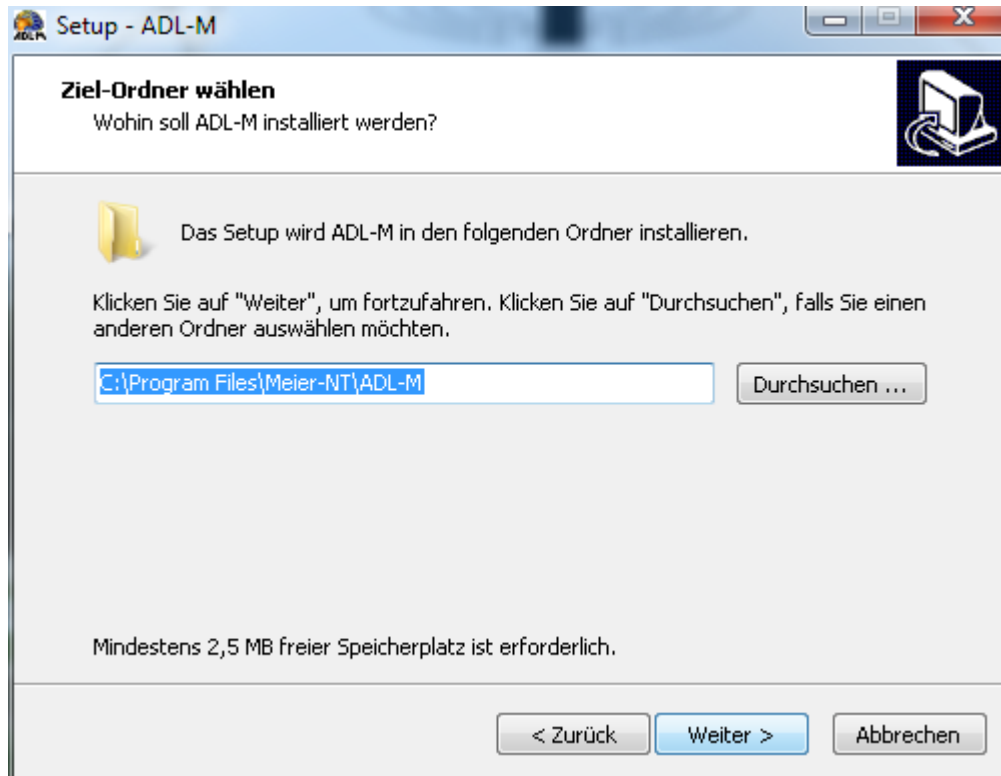 Setup - ADL-M
Ziel-Ordner wählen
Wohin soll ADL-M installiert werden?
Das Setup wird ADL-M in den folgenden Ordner installieren.
Klicken Sie auf "Weiter", um fortzufahren. Klicken Sie auf "Durchsuchen", falls Sie einen
anderen Ordner auswählen möchten.
C:\Program Files\Meier-NT\ADL-M
Durchsuchen ...
Mindestens 2,5 MB freier Speicherplatz ist erforderlich.
< Zurück
Weiter >
Abbrechen